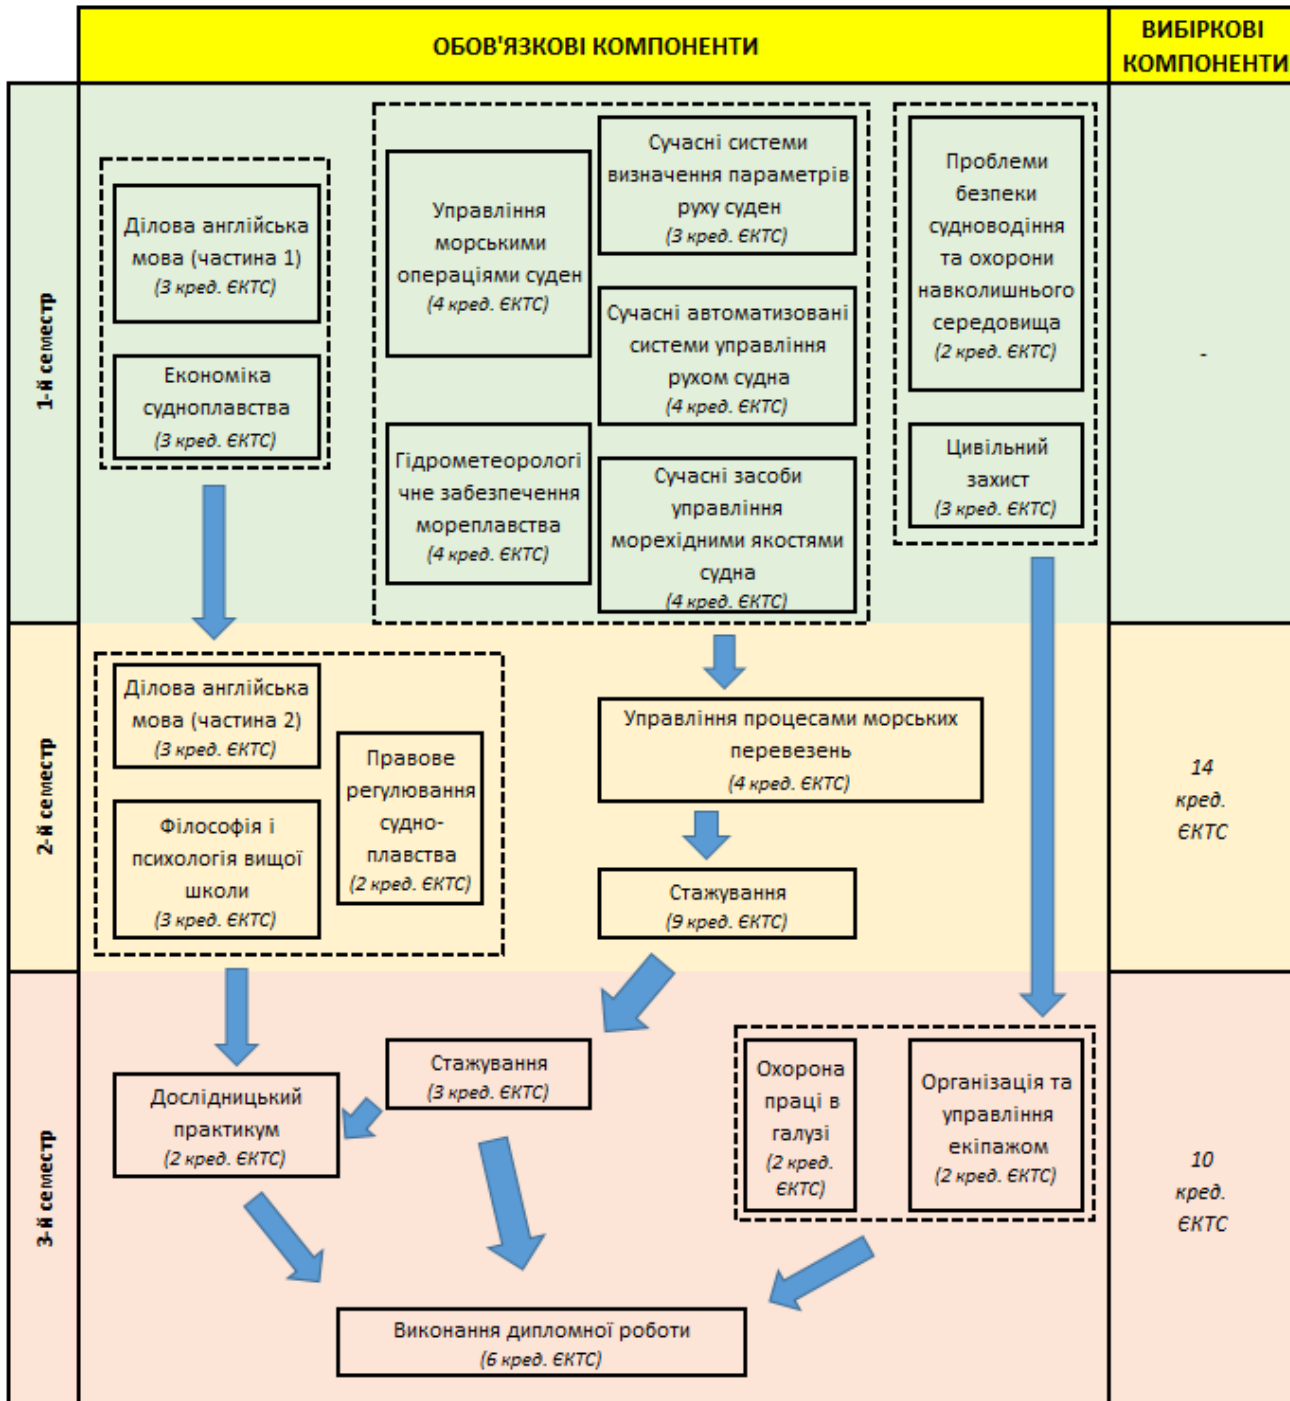 ОБОВ'ЯЗКОВІ КОМПОНЕНТИ
ВИБІРКОВІ
КОМПОНЕНТИ
1-й семестр
Ділова англійська
мова (частина 1)
(3 кред. ЄКТС)
Економіка
судноплавства
(3 кред. ЄКТС)
Управління
морськими
операціями суден
(4 кред. ЄКТС)
Гідрометеорологі
чне забезпечення
мореплавства
(4 кред. ЄКТС)
Сучасні системи
визначення параметрів
руху суден
(3 кред. ЄКТС)
Сучасні автоматизовані
системи управління
рухом судна
(4 кред. ЄКТС)
Сучасні засоби
управління
морехідними якостями
судна
(4 кред. ЄКТС)
Проблеми
безпеки
судноводіння
та охорони
навколишнього
середовища
(2 кред. ЄКТС)
Цивільний
захист
(3 кред. ЄКТС)
-
2-й семестр
Ділова англійська
мова (частина 2)
(3 кред. ЄКТС)
Філософія і
психологія вищої
школи
(3 кред. ЄКТС)
Правове
регулювання
судно-
плавства
(2 кред. ЄКТС)
Управління процесами морських
перевезень
(4 кред. ЄКТС)
Стажування
(9 кред. ЄКТС)
14
кред.
ЄКТС
3-й семестр
Дослідницький
практикум
(2 кред. ЄКТС)
Стажування
(3 кред. ЄКТС)
Охорона
праці в
галузі
(2 кред.
ЄКТС)
Організація та
управління
екіпажом
(2 кред. ЄКТС)
Виконання дипломної роботи
(6 кред. ЄКТС)
10
кред.
ЄКТС